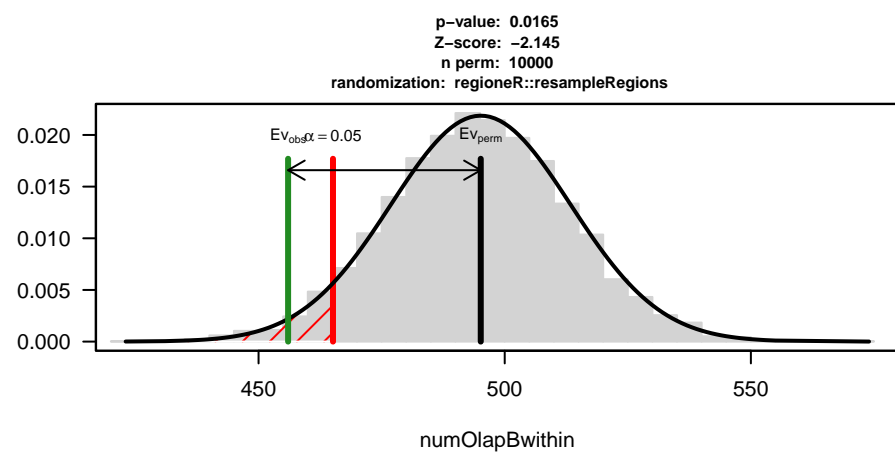 p−value: 0.0165
Z−score: −2.145
n perm: 10000
randomization: regioneR::resampleRegions
0.020
0.015
0.010
0.005
0.000
Evobs α = 0.05
Evperm
450
500
550
numOlapBwithin